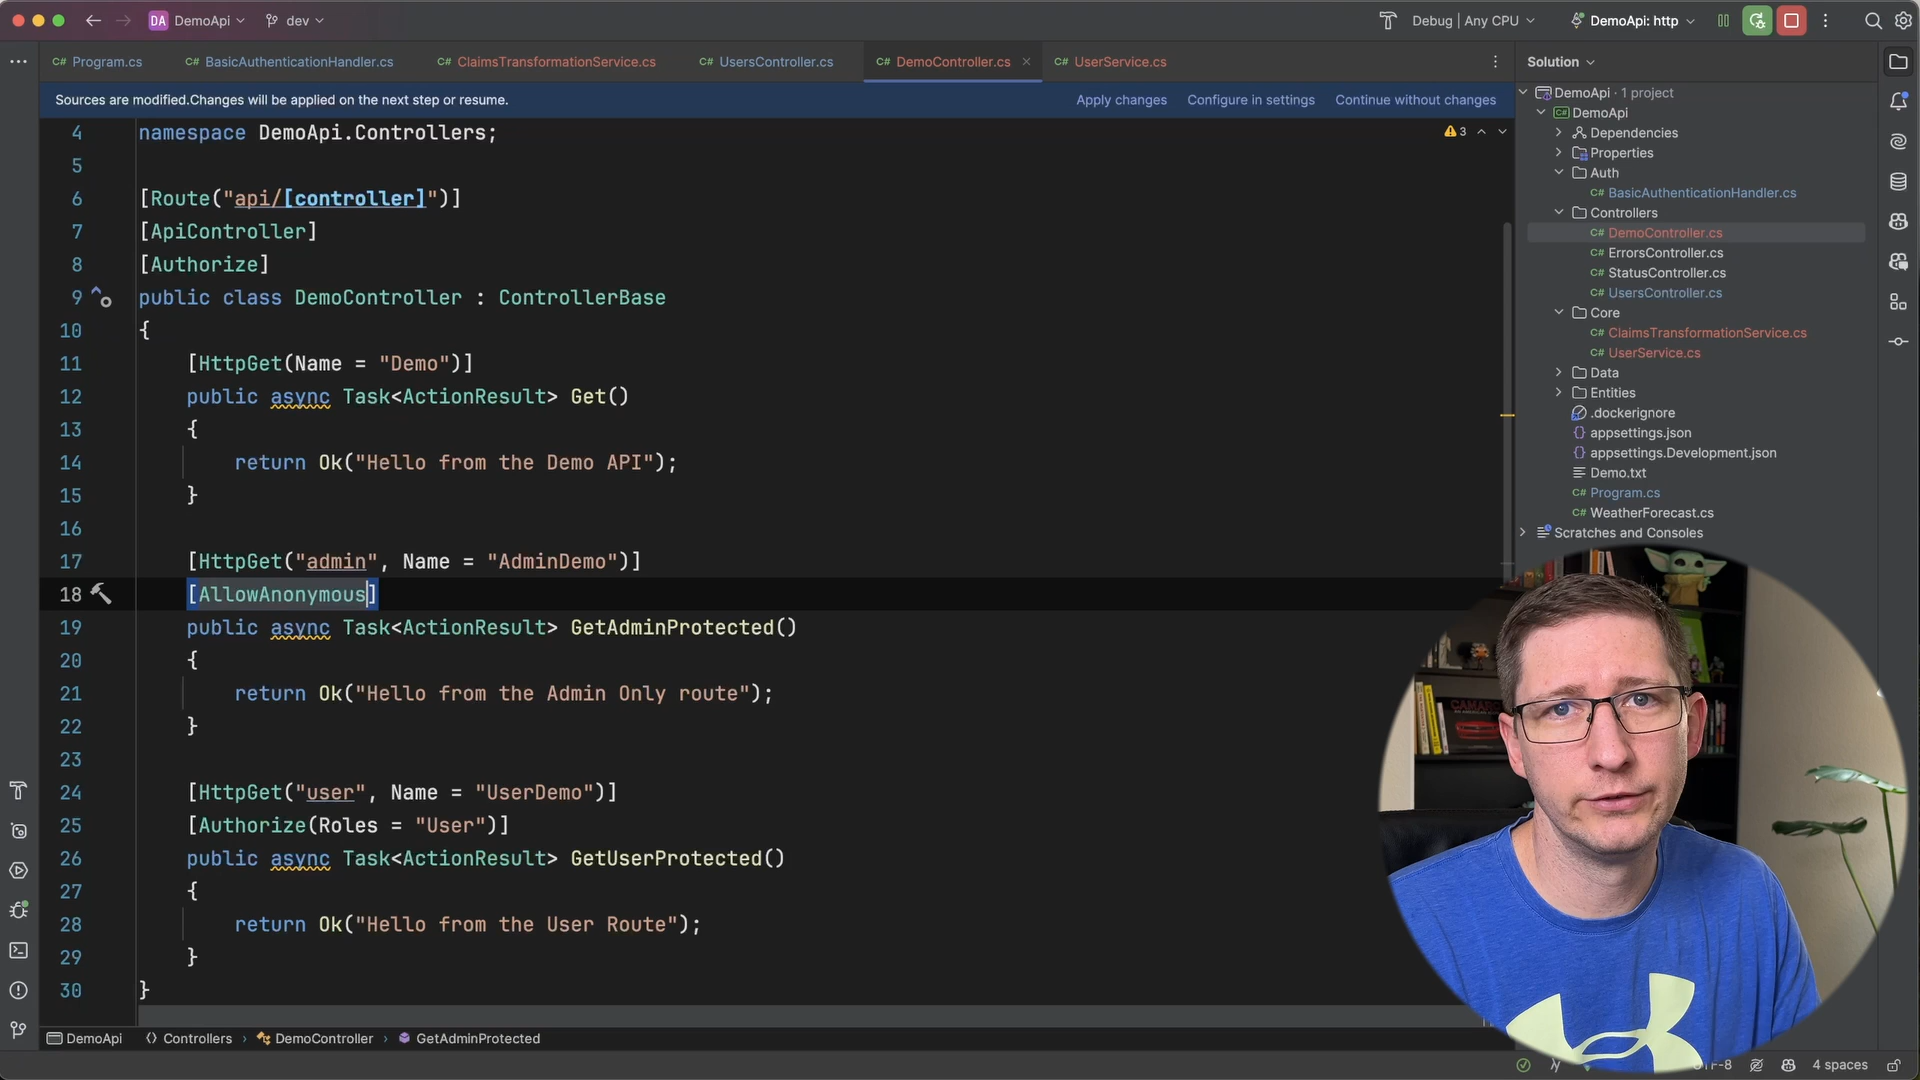 DA DemoApi dev Debug | Any CPU DemoApi: http
C# Program.cs C# BasicAuthenticationHandler.cs C# ClaimsTransformationService.cs C# UsersController.cs C# DemoController.cs C# UserService.cs
Solution
Sources are modified.Changes will be applied on the next step or resume. Apply changes Configure in settings Continue without changes
3
4 namespace DemoApi.Controllers;
5
6 [Route("api/[controller]")]
7 [ApiController]
8 [Authorize]
9 public class DemoController : ControllerBase
10 {
11 [HttpGet(Name = "Demo")]
12 public async Task<ActionResult> Get()
13 {
14 return Ok("Hello from the Demo API");
15 }
16
17 [HttpGet("admin", Name = "AdminDemo")]
18 [AllowAnonymous]
19 public async Task<ActionResult> GetAdminProtected()
20 {
21 return Ok("Hello from the Admin Only route");
22 }
23
24 [HttpGet("user", Name = "UserDemo")]
25 [Authorize(Roles = "User")]
26 public async Task<ActionResult> GetUserProtected()
27 {
28 return Ok("Hello from the User Route");
29 }
30 }
DemoApi · 1 project
C# DemoApi
Dependencies
Properties
Auth
C# BasicAuthenticationHandler.cs
Controllers
C# DemoController.cs
C# ErrorsController.cs
C# StatusController.cs
C# UsersController.cs
Core
C# ClaimsTransformationService.cs
C# UserService.cs
Data
Entities
.dockerignore
appsettings.json
appsettings.Development.json
Demo.txt
C# Program.cs
C# WeatherForecast.cs
Scratches and Consoles
CAMARO
DemoApi Controllers DemoController GetAdminProtected
4 spaces